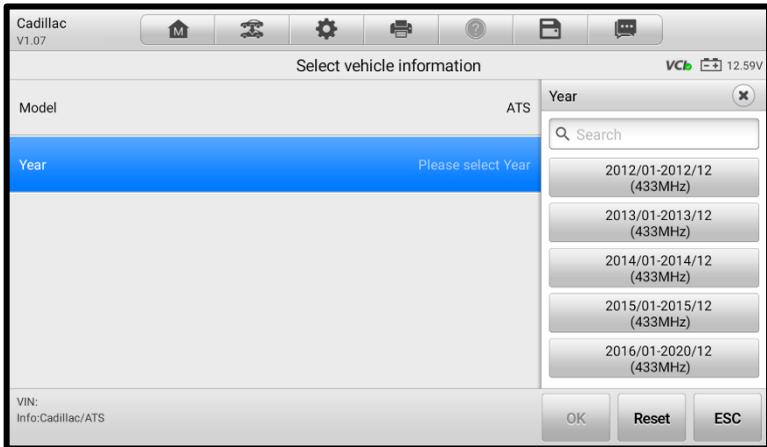 Cadillac
V1.07
M
Select vehicle information
VCI
12.59V
Model
ATS
Year
Please select Year
Year
Search
2012/01-2012/12
(433MHz)
2013/01-2013/12
(433MHz)
2014/01-2014/12
(433MHz)
2015/01-2015/12
(433MHz)
2016/01-2020/12
(433MHz)
VIN:
Info:Cadillac/ATS
OK
Reset
ESC